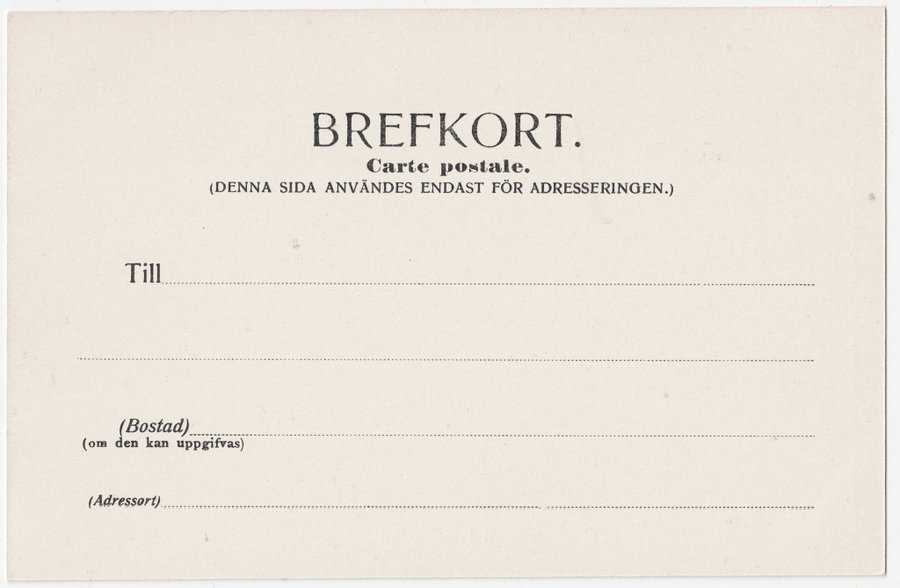 BREFKORT.
Carte postale.
(DENNA SIDA ANVÄNDES ENDAST FÖR ADRESSERINGEN.)
Till
(Bostad)
(om den kan uppgifvas)
(Adressort)